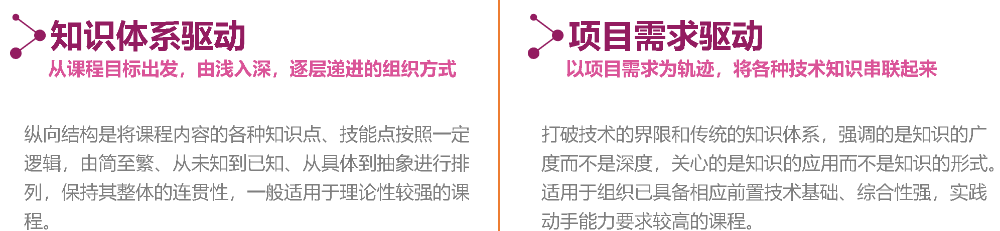 知识体系驱动
从课程目标出发，由浅入深，逐层递进的组织方式
纵向结构是将课程内容的各种知识点、技能点按照一定
逻辑，由简至繁、从未知到已知、从具体到抽象进行排
列，保持其整体的连贯性，一般适用于理论性较强的课
程。
项目需求驱动
以项目需求为轨迹，将各种技术知识串联起来
打破技术的界限和传统的知识体系，强调的是知识的广
度而不是深度，关心的是知识的应用而不是知识的形式。
适用于组织已具备相应前置技术基础、综合性强，实践
动手能力要求较高的课程。